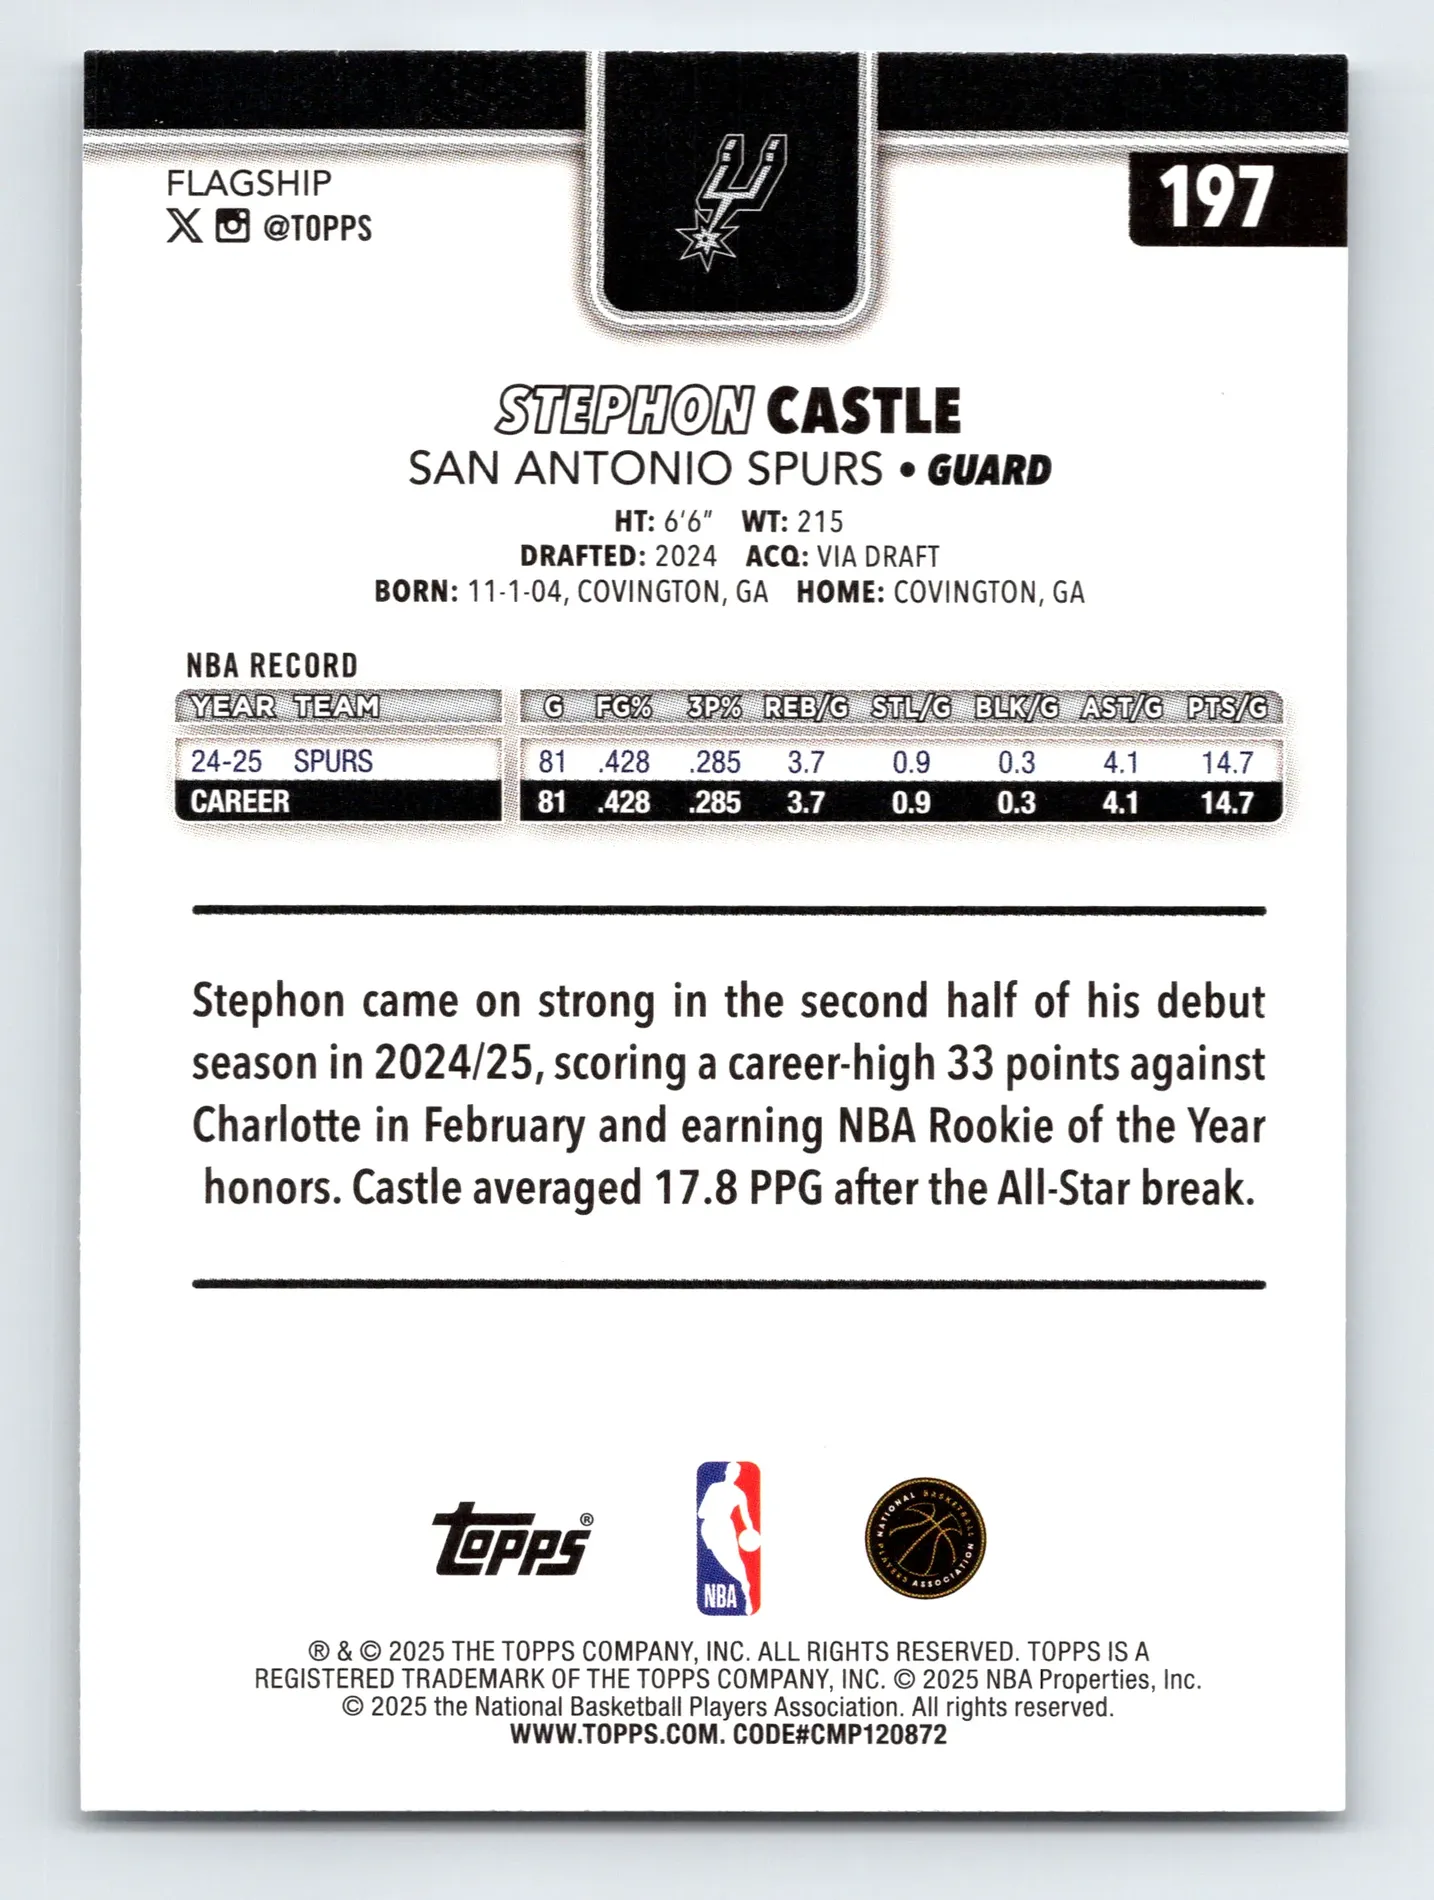 FLAGSHIP
@TOPPS
197
STEPHON CASTLE
SAN ANTONIO SPURS • GUARD
HT: 6'6" WT: 215
DRAFTED: 2024 ACQ: VIA DRAFT
BORN: 11-1-04, COVINGTON, GA HOME: COVINGTON, GA
NBA RECORD
YEAR TEAM G FG% 3P% REB/G STL/G BLK/G AST/G PTS/G
24-25 SPURS 81 .428 .285 3.7 0.9 0.3 4.1 14.7
CAREER 81 .428 .285 3.7 0.9 0.3 4.1 14.7
Stephon came on strong in the second half of his debut
season in 2024/25, scoring a career-high 33 points against
Charlotte in February and earning NBA Rookie of the Year
honors. Castle averaged 17.8 PPG after the All-Star break.
Topps®
NBA
NATIONAL BASKETBALL PLAYERS ASSOCIATION
® & © 2025 THE TOPPS COMPANY, INC. ALL RIGHTS RESERVED. TOPPS IS A
REGISTERED TRADEMARK OF THE TOPPS COMPANY, INC. © 2025 NBA Properties, Inc.
© 2025 the National Basketball Players Association. All rights reserved.
WWW.TOPPS.COM. CODE#CMP120872